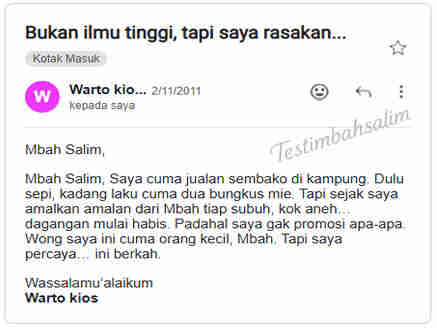 Bukan ilmu tinggi, tapi saya rasakan...
Kotak Masuk
W
Warto kio... 2/11/2011
kepada saya
Testimbahsalim
Mbah Salim,
Mbah Salim, Saya cuma jualan sembako di kampung. Dulu
sepi, kadang laku cuma dua bungkus mie. Tapi sejak saya
amalkan amalan dari Mbah tiap subuh, kok aneh...
dagangan mulai habis. Padahal saya gak promosi apa-apa.
Wong saya ini cuma orang kecil, Mbah. Tapi saya
percaya... ini berkah.
Wassalamu'alaikum
Warto kios